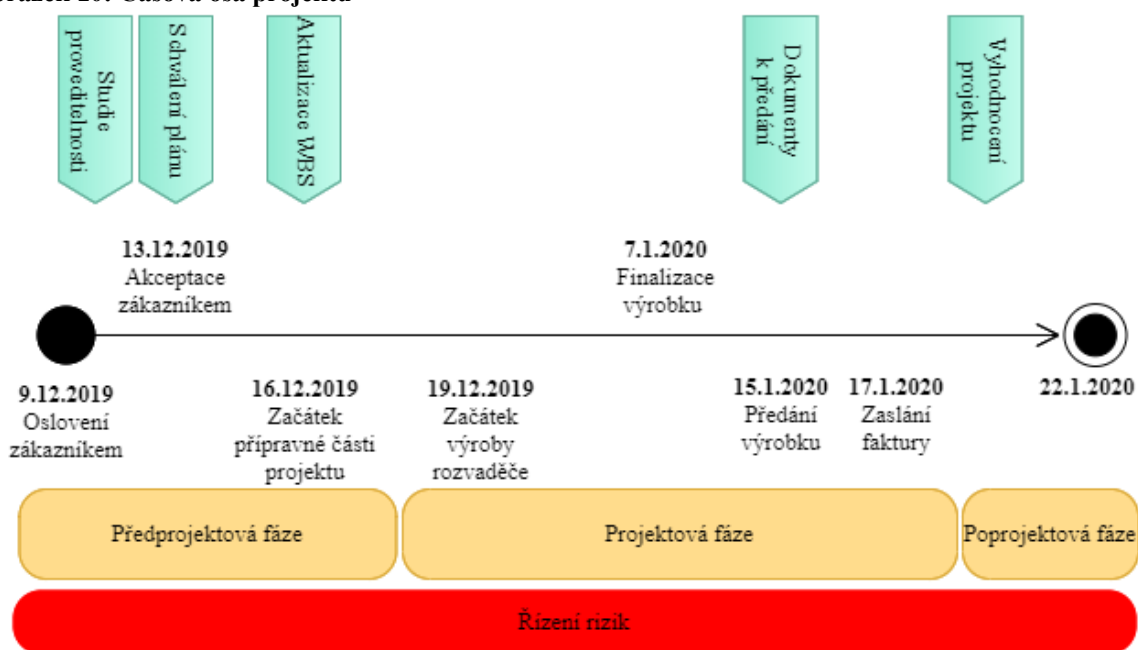 Časová osa projektu
Studie
proveditelnosti
Schválení plánu
Aktualizace WBS
Dokumenty
k předání
Vyhodnocení
projektu
13.12.2019
Akceptace
zákazníkem
7.1.2020
Finalizace
výrobku
9.12.2019
Oslovení
zákazníkem
16.12.2019
Začátek
přípravné části
projektu
19.12.2019
Začátek
výroby
rozvaděče
15.1.2020
Předání
výrobku
17.1.2020
Zaslání
faktury
22.1.2020
Předprojektová fáze
Projektová fáze
Poprojektová fáze
Řízení rizik